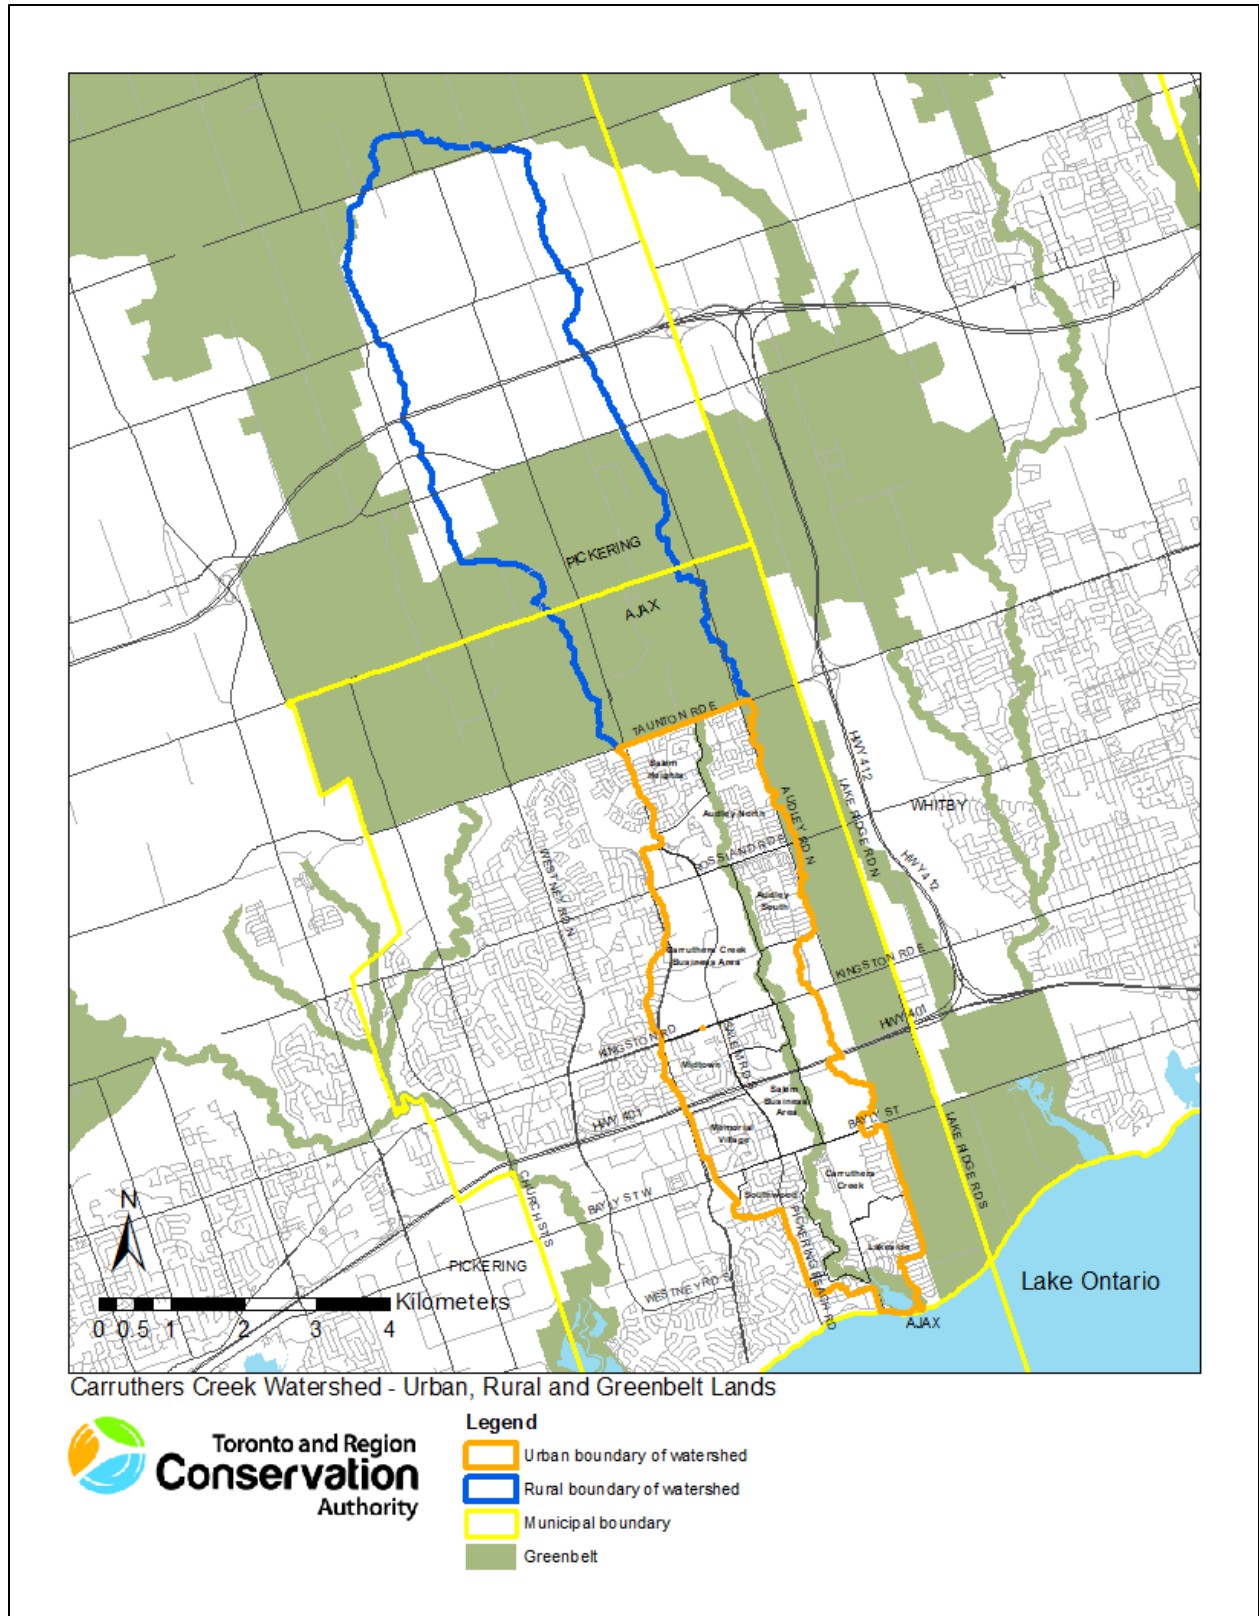 PICKERING
AJAX
TAUNTON RD E
Salem
Heights
HWY 412
LAKE RIDGE RD N
WHITBY
AUDLEY RD N
Audley North
ROSSLAND RD E
WESTNEY RD N
HWY 412
Audley
South
Carruthers Creek
Business Area
KINGSTON RD E
HWY 401
KINGSTON RD
SALEM RD S
Midtown
Salem
Business
Area
HWY 401
BAYLY ST
Memorial
Village
LAKE RIDGE RD S
Carruthers
Creek
CHURCH ST S
BAYLY ST W
Southwood
PICKERING BEACH RD
Lakeside
N
PICKERING
WESTNEY RD S
Lake Ontario
Kilometers
0 0.5 1 2 3 4
AJAX
Carruthers Creek Watershed - Urban, Rural and Greenbelt Lands
Toronto and Region
Conservation
Authority
Legend
Urban boundary of watershed
Rural boundary of watershed
Municipal boundary
Greenbelt